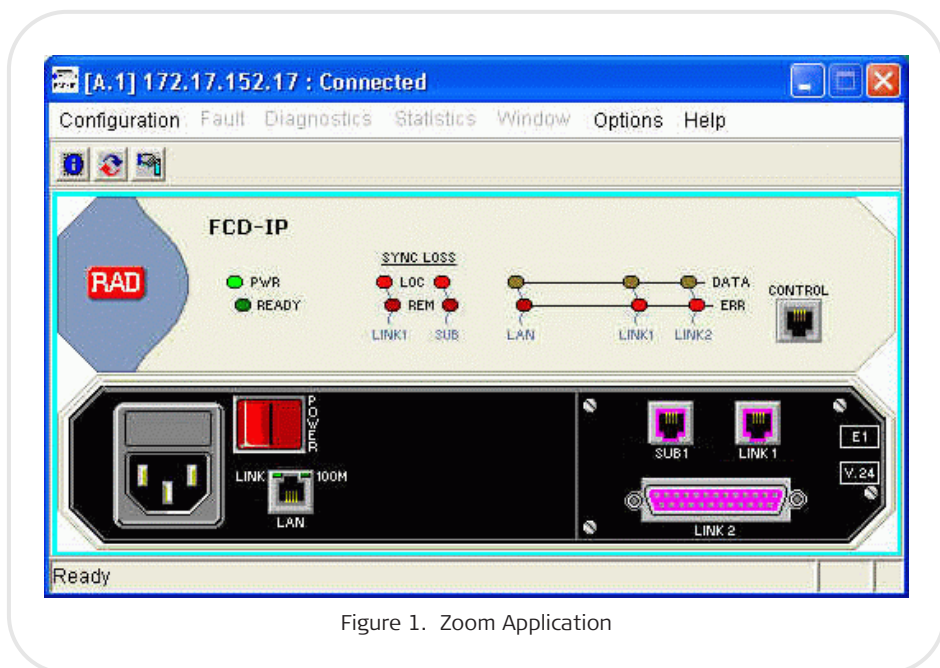 [A.1] 172.17.152.17 : Connected
Configuration Fault Diagnostics Statistics Window Options Help
FCD-IP
RAD
SYNC LOSS
PWR LOC DATA
READY REM ERR
CONTROL
LINK1 SUB LAN LINK1 LINK2
POWER
SUB1 LINK 1
E1
LINK 100M
V.24
LAN
LINK 2
Ready
Figure 1. Zoom Application